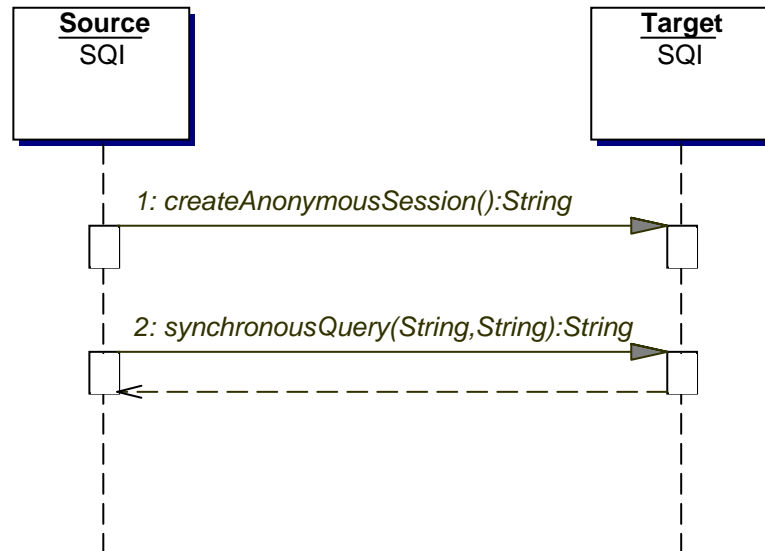 Source
SQI
Target
SQI
1: createAnonymousSession():String
2: synchronousQuery(String,String):String